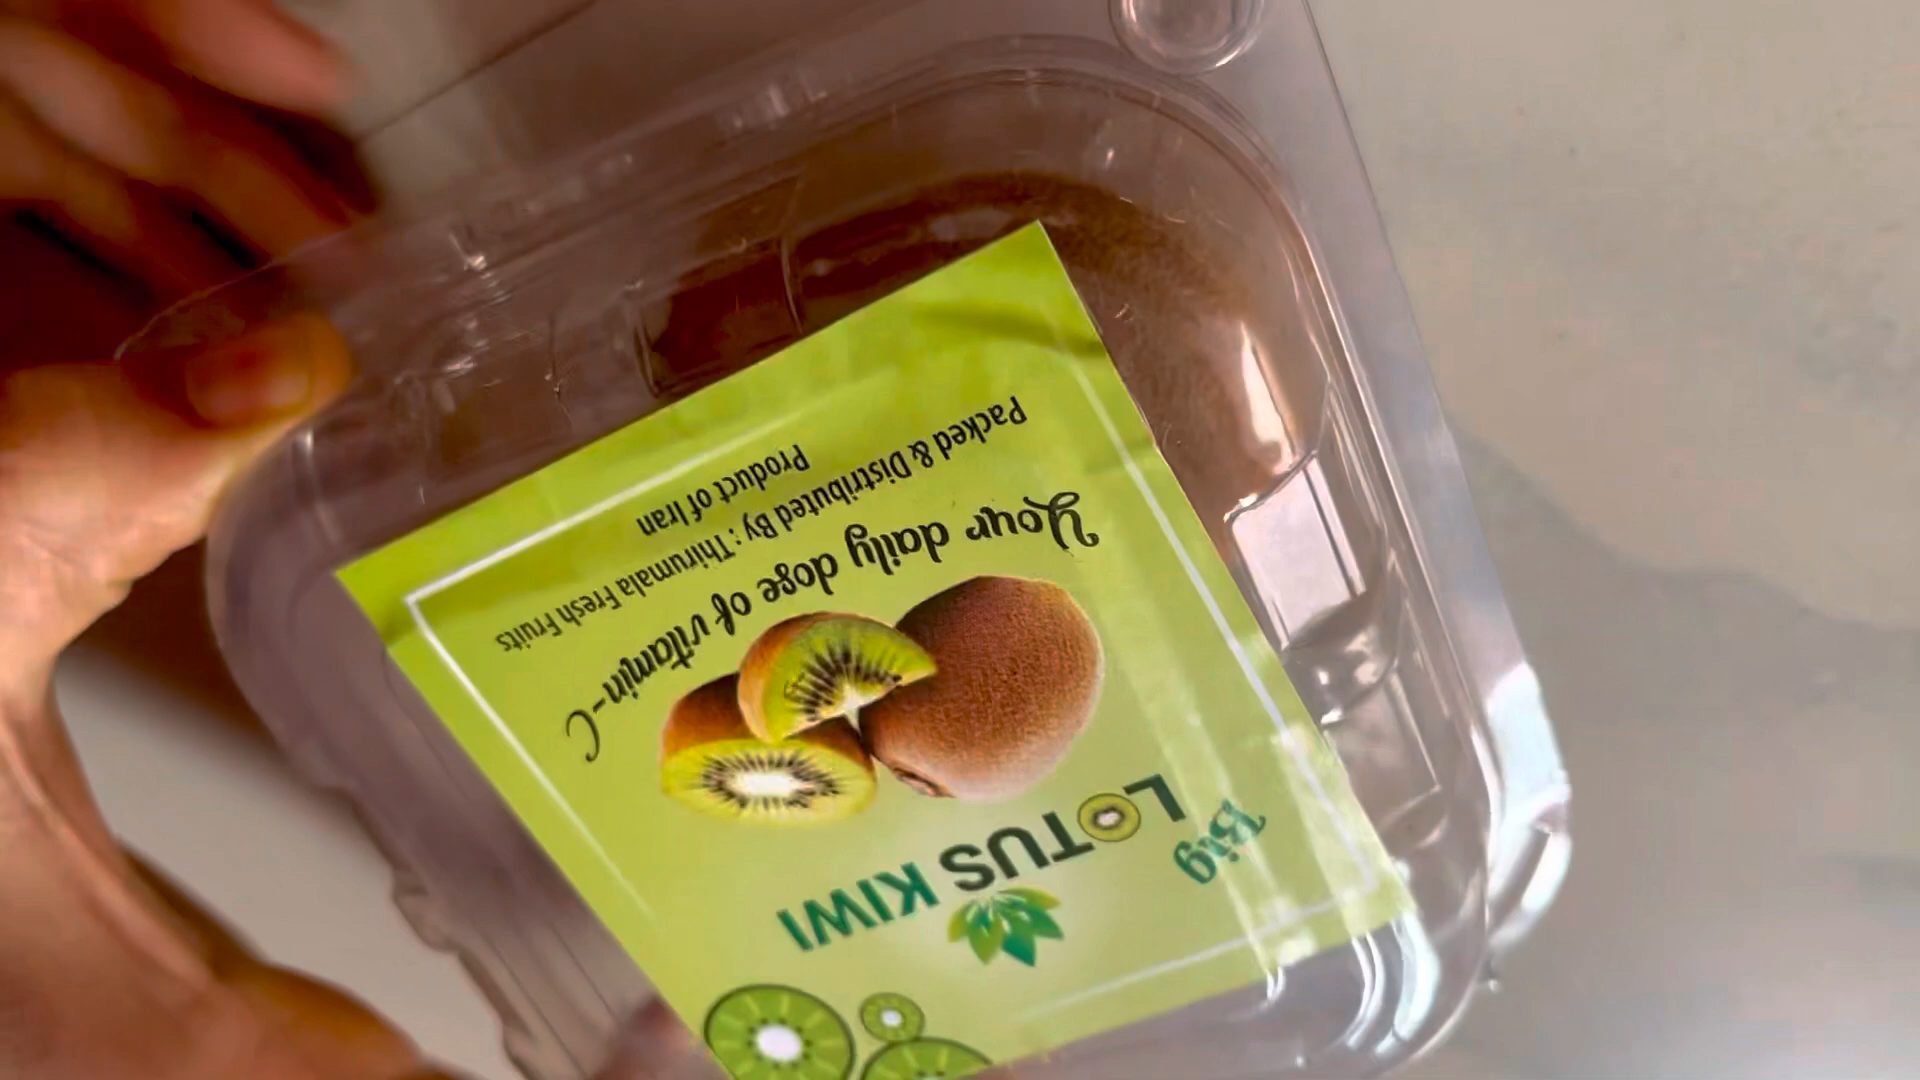 Big
LOTUS KIWI
Your daily dose of vitamin-C
Packed & Distributed By : Thirumala Fresh Fruits
Product of Iran